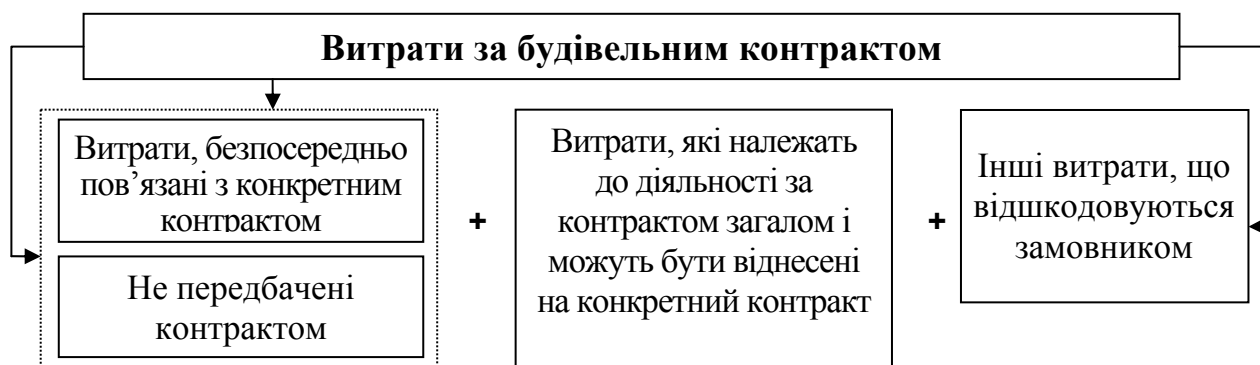 Витрати за будівельним контрактом
Витрати, безпосередньо
пов’язані з конкретним
контрактом
Не передбачені
контрактом
+
Витрати, які належать
до діяльності за
контрактом загалом і
можуть бути віднесені
на конкретний контракт
+
Інші витрати, що
відшкодовуються
замовником